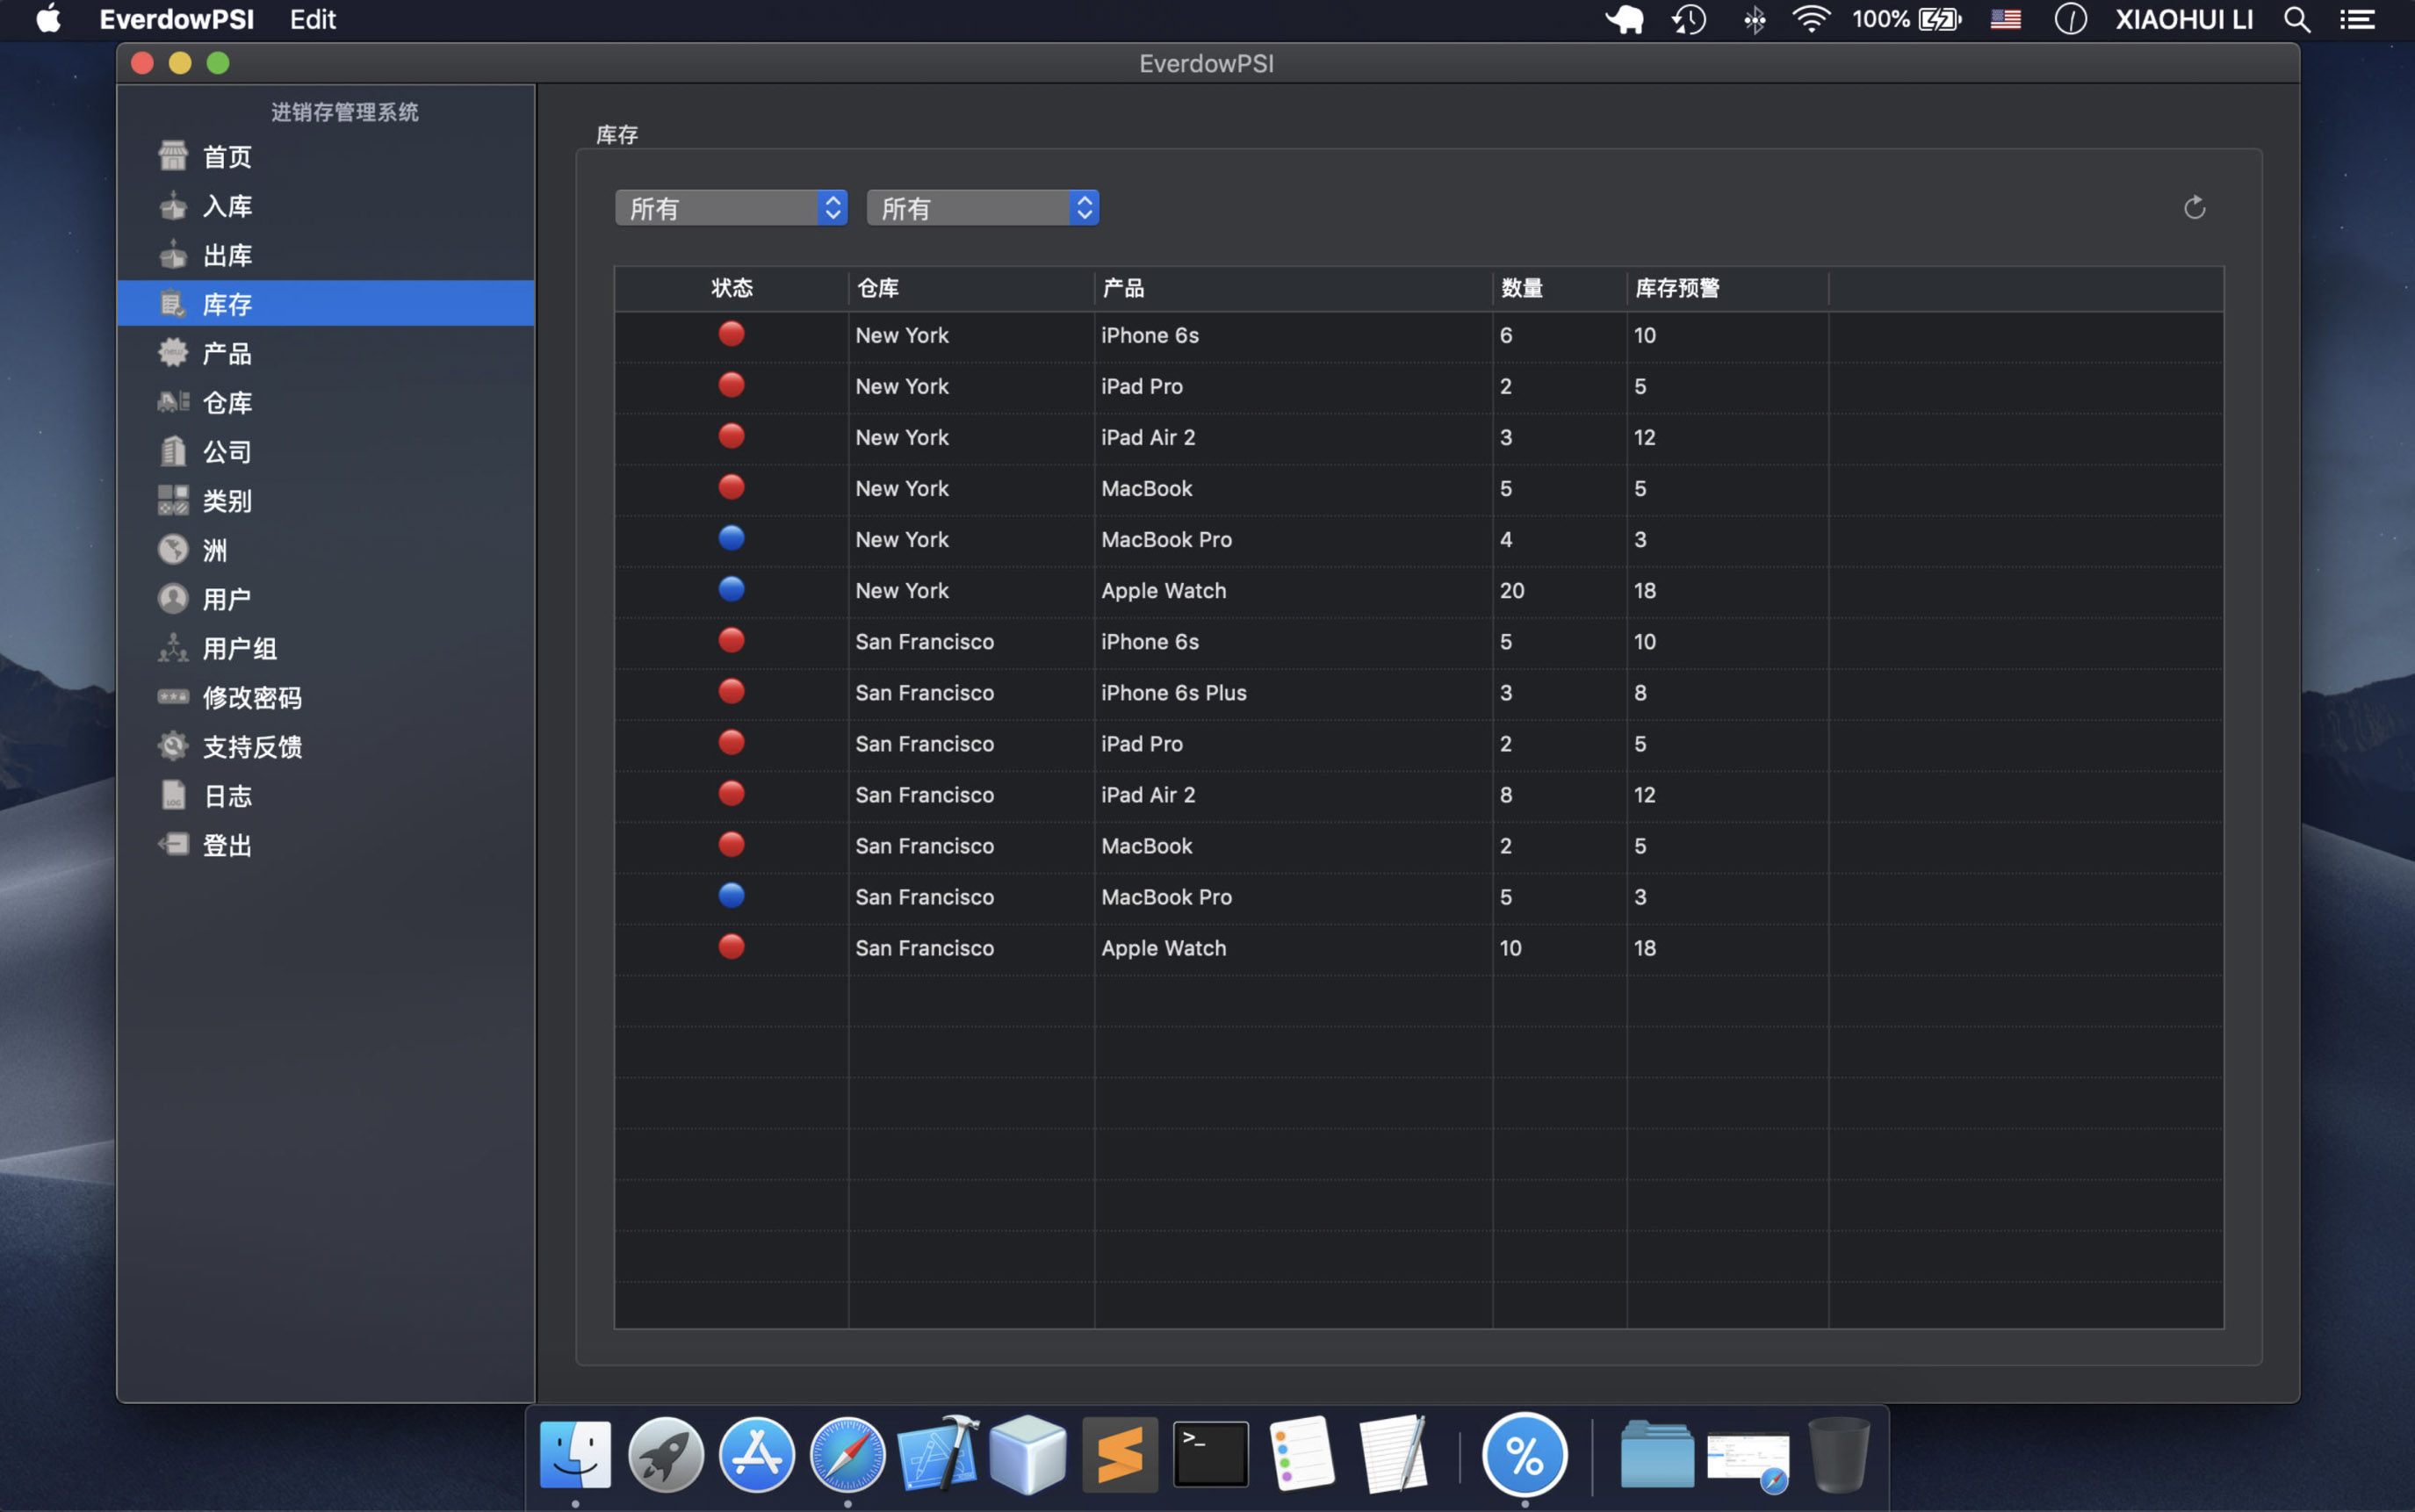 EverdowPSI Edit 100% XIAOHUI LI
EverdowPSI
进销存管理系统
首页
入库
出库
库存
产品
仓库
公司
类别
洲
用户
用户组
修改密码
支持反馈
LOG 日志
登出
库存
所有 所有
状态 仓库 产品 数量 库存预警
New York iPhone 6s 6 10
New York iPad Pro 2 5
New York iPad Air 2 3 12
New York MacBook 5 5
New York MacBook Pro 4 3
New York Apple Watch 20 18
San Francisco iPhone 6s 5 10
San Francisco iPhone 6s Plus 3 8
San Francisco iPad Pro 2 5
San Francisco iPad Air 2 8 12
San Francisco MacBook 2 5
San Francisco MacBook Pro 5 3
San Francisco Apple Watch 10 18
>_ %